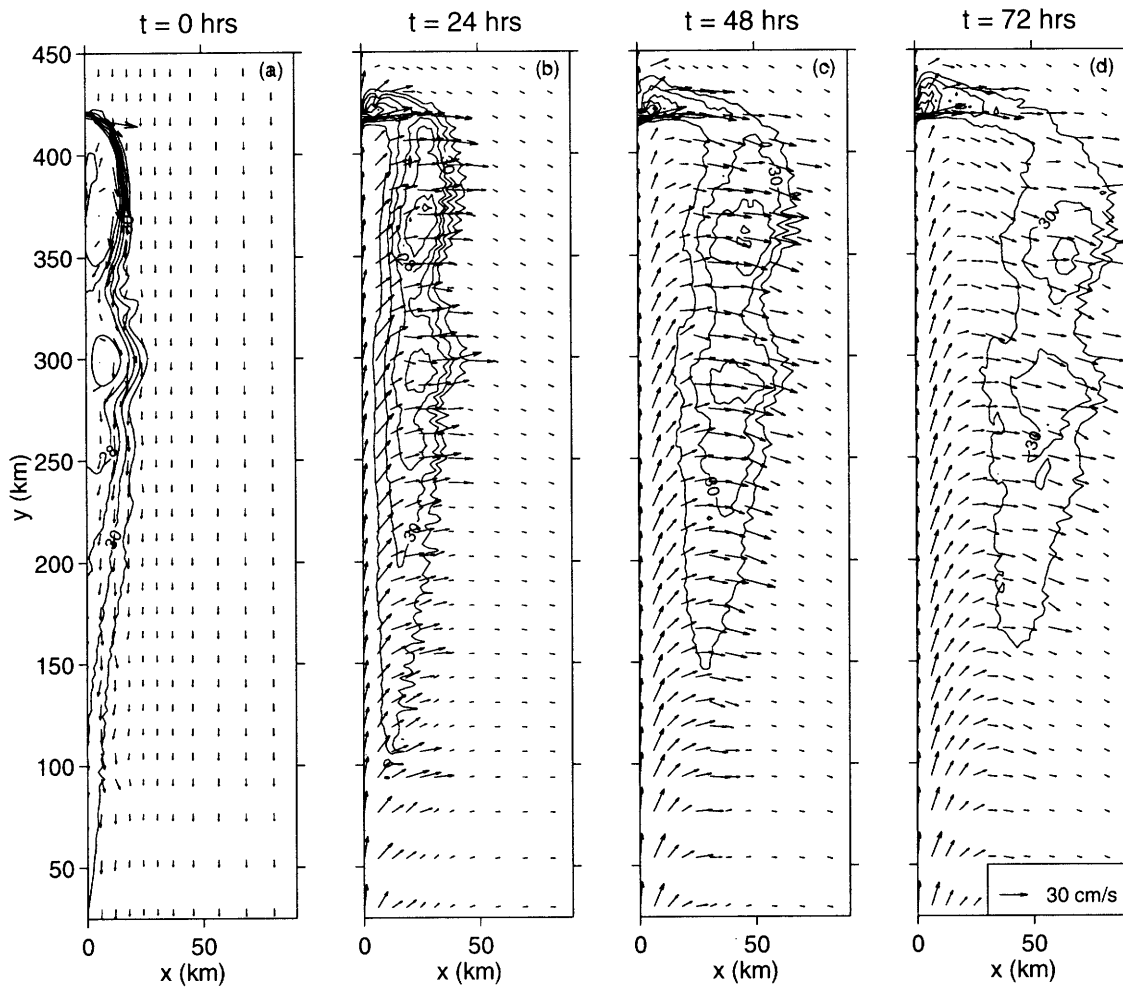 t = 0 hrs
t = 24 hrs
t = 48 hrs
t = 72 hrs
(a)
(b)
(c)
(d)
450
400
350
300
250
200
150
100
50
y (km)
30
30
30
30
30
30 cm/s
0 50
0 50
0 50
0 50
x (km)
x (km)
x (km)
x (km)